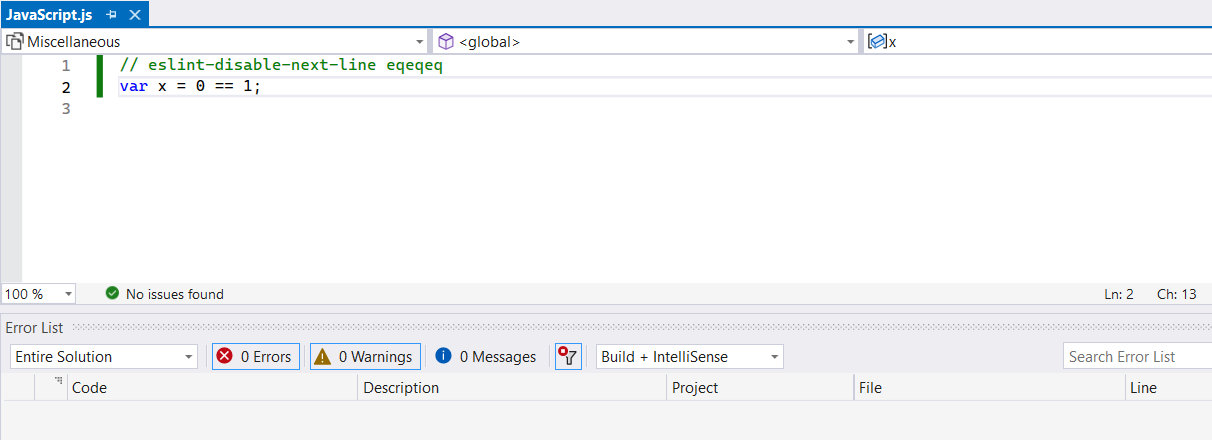 JavaScript.js
Miscellaneous <global> x
1 // eslint-disable-next-line eqeqeq
2 var x = 0 == 1;
3
100 % No issues found Ln: 2 Ch: 13
Error List
Entire Solution 0 Errors 0 Warnings 0 Messages Build + IntelliSense Search Error List
Code Description Project File Line